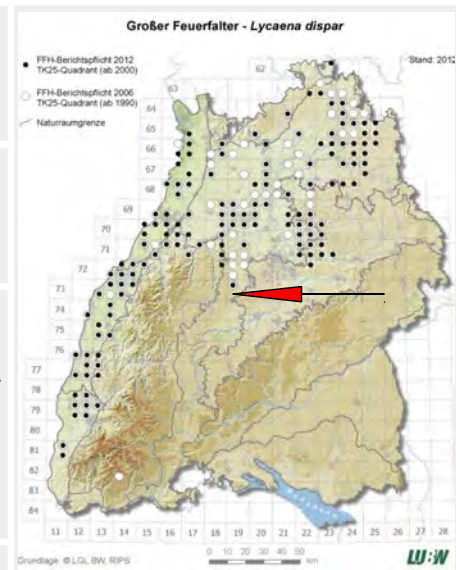 Großer Feuerfalter - Lycaena dispar
FFH-Berichtspflicht 2012
TK25-Quadrant (ab 2000)
FFH-Berichtspflicht 2006
TK25-Quadrant (ab 1990)
Naturraumgrenze
Stand: 2012
62
63
64
65
66
67
68
69
70
71
72
73
74
75
76
77
78
79
80
81
82
83
84
11 12 13 14 15 16 17 18 19 20 21 22 23 24 25 26 27 28
0 10 20 30 40 50
km
Grundlage: © LGL BW, RIPS
LU:W